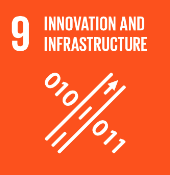 9 INNOVATION AND
INFRASTRUCTURE
010
011